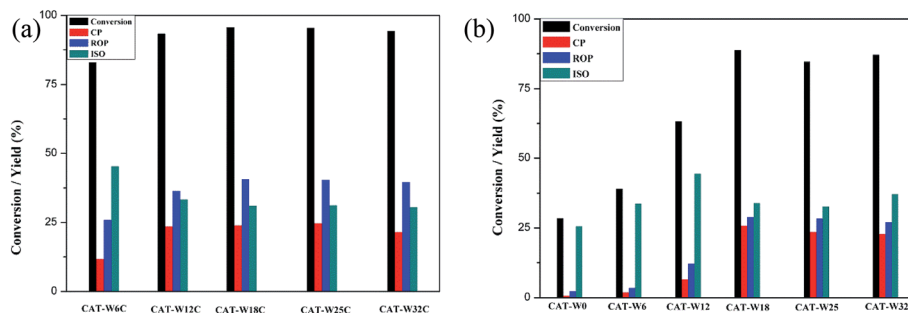 (a)
Conversion / Yield (%)
100
75
50
25
0
Conversion
CP
ROP
ISO
CAT-W6C
CAT-W12C
CAT-W18C
CAT-W25C
CAT-W32C
(b)
Conversion / Yield (%)
100
75
50
25
0
Conversion
CP
ROP
ISO
CAT-W0
CAT-W6
CAT-W12
CAT-W18
CAT-W25
CAT-W32